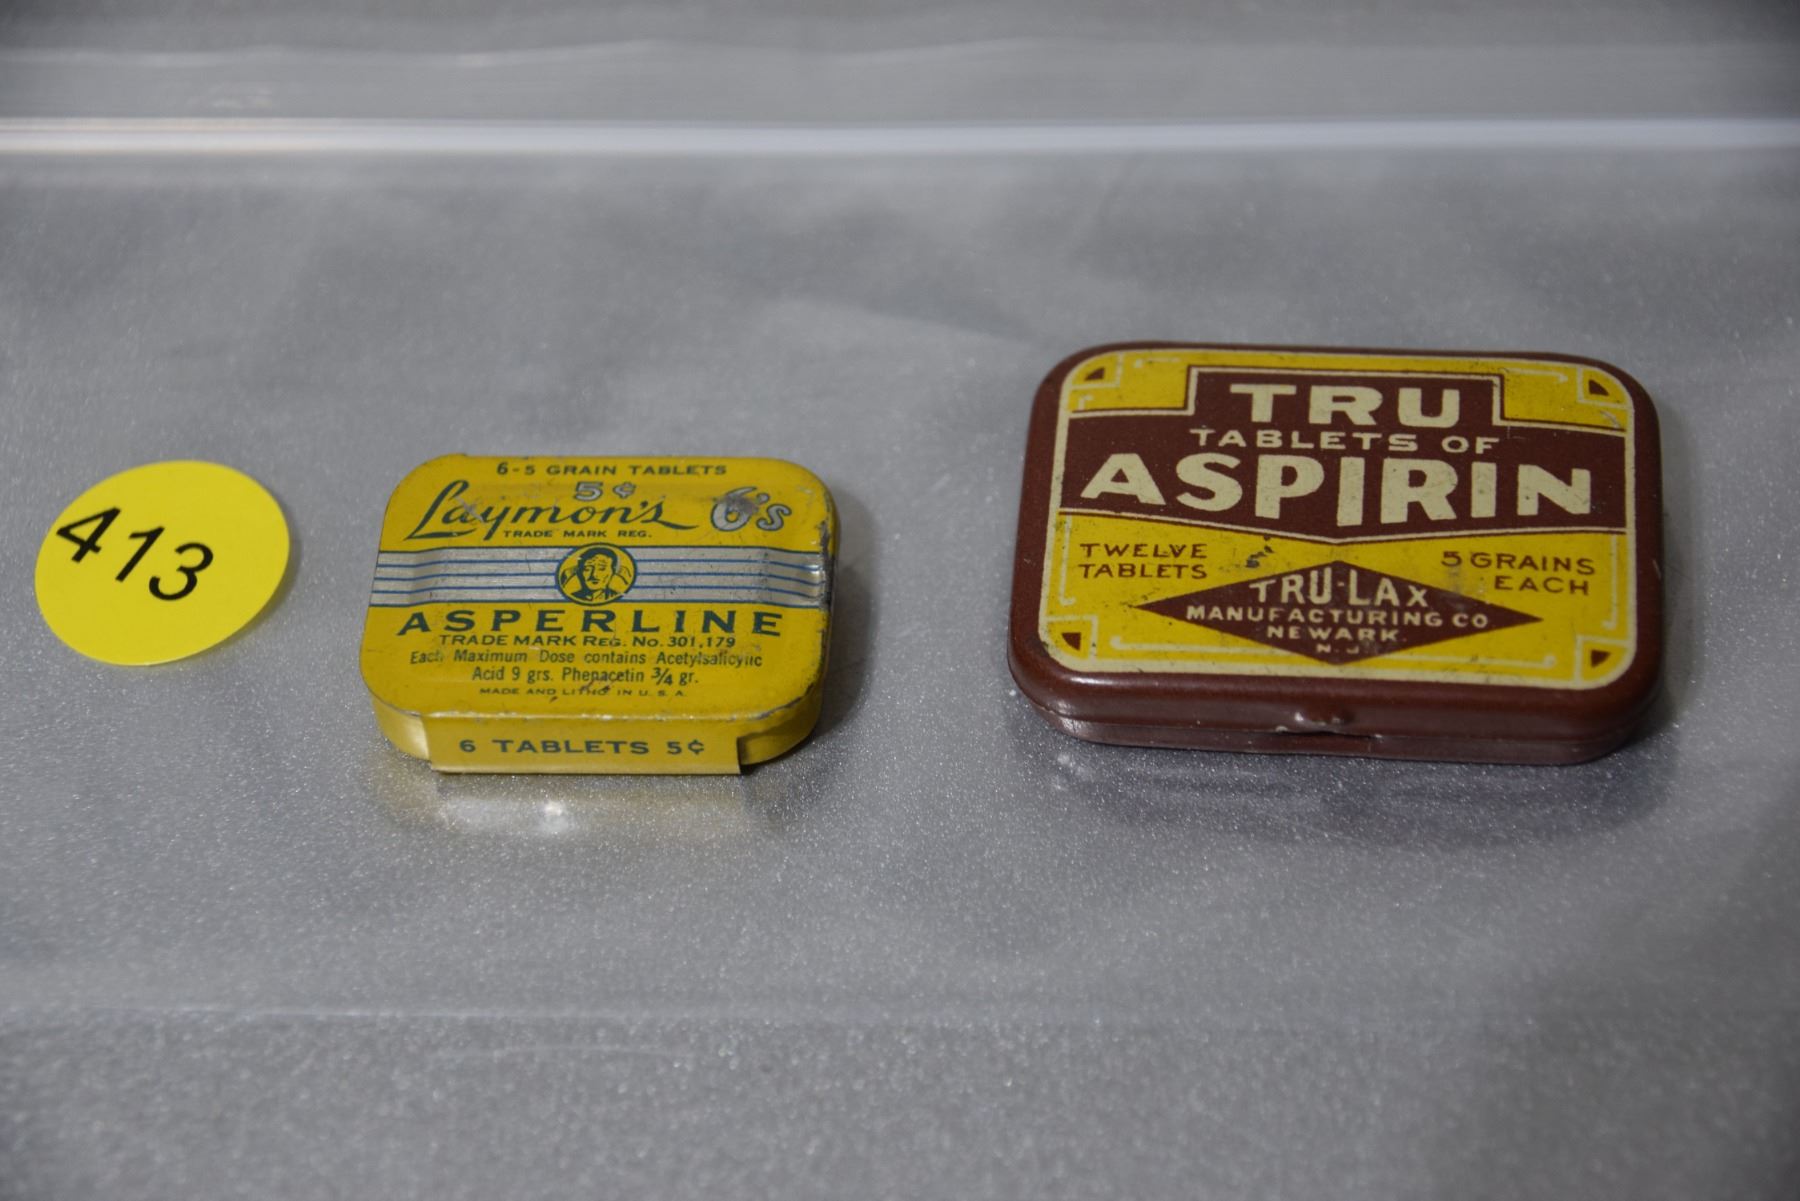 413
6-5 GRAIN TABLETS
5¢
Laymon's 6's
TRADE MARK REG.
ASPERLINE
TRADE MARK REG. No. 301,179
Each Maximum Dose contains Acetylsalicylic
Acid 9 grs. Phenacetin 3/4 gr.
MADE AND LITHO IN U.S.A.
6 TABLETS 5¢
TRU
TABLETS OF
ASPIRIN
TWELVE
TABLETS
5 GRAINS
EACH
TRU-LAX
MANUFACTURING CO
NEWARK
N.J